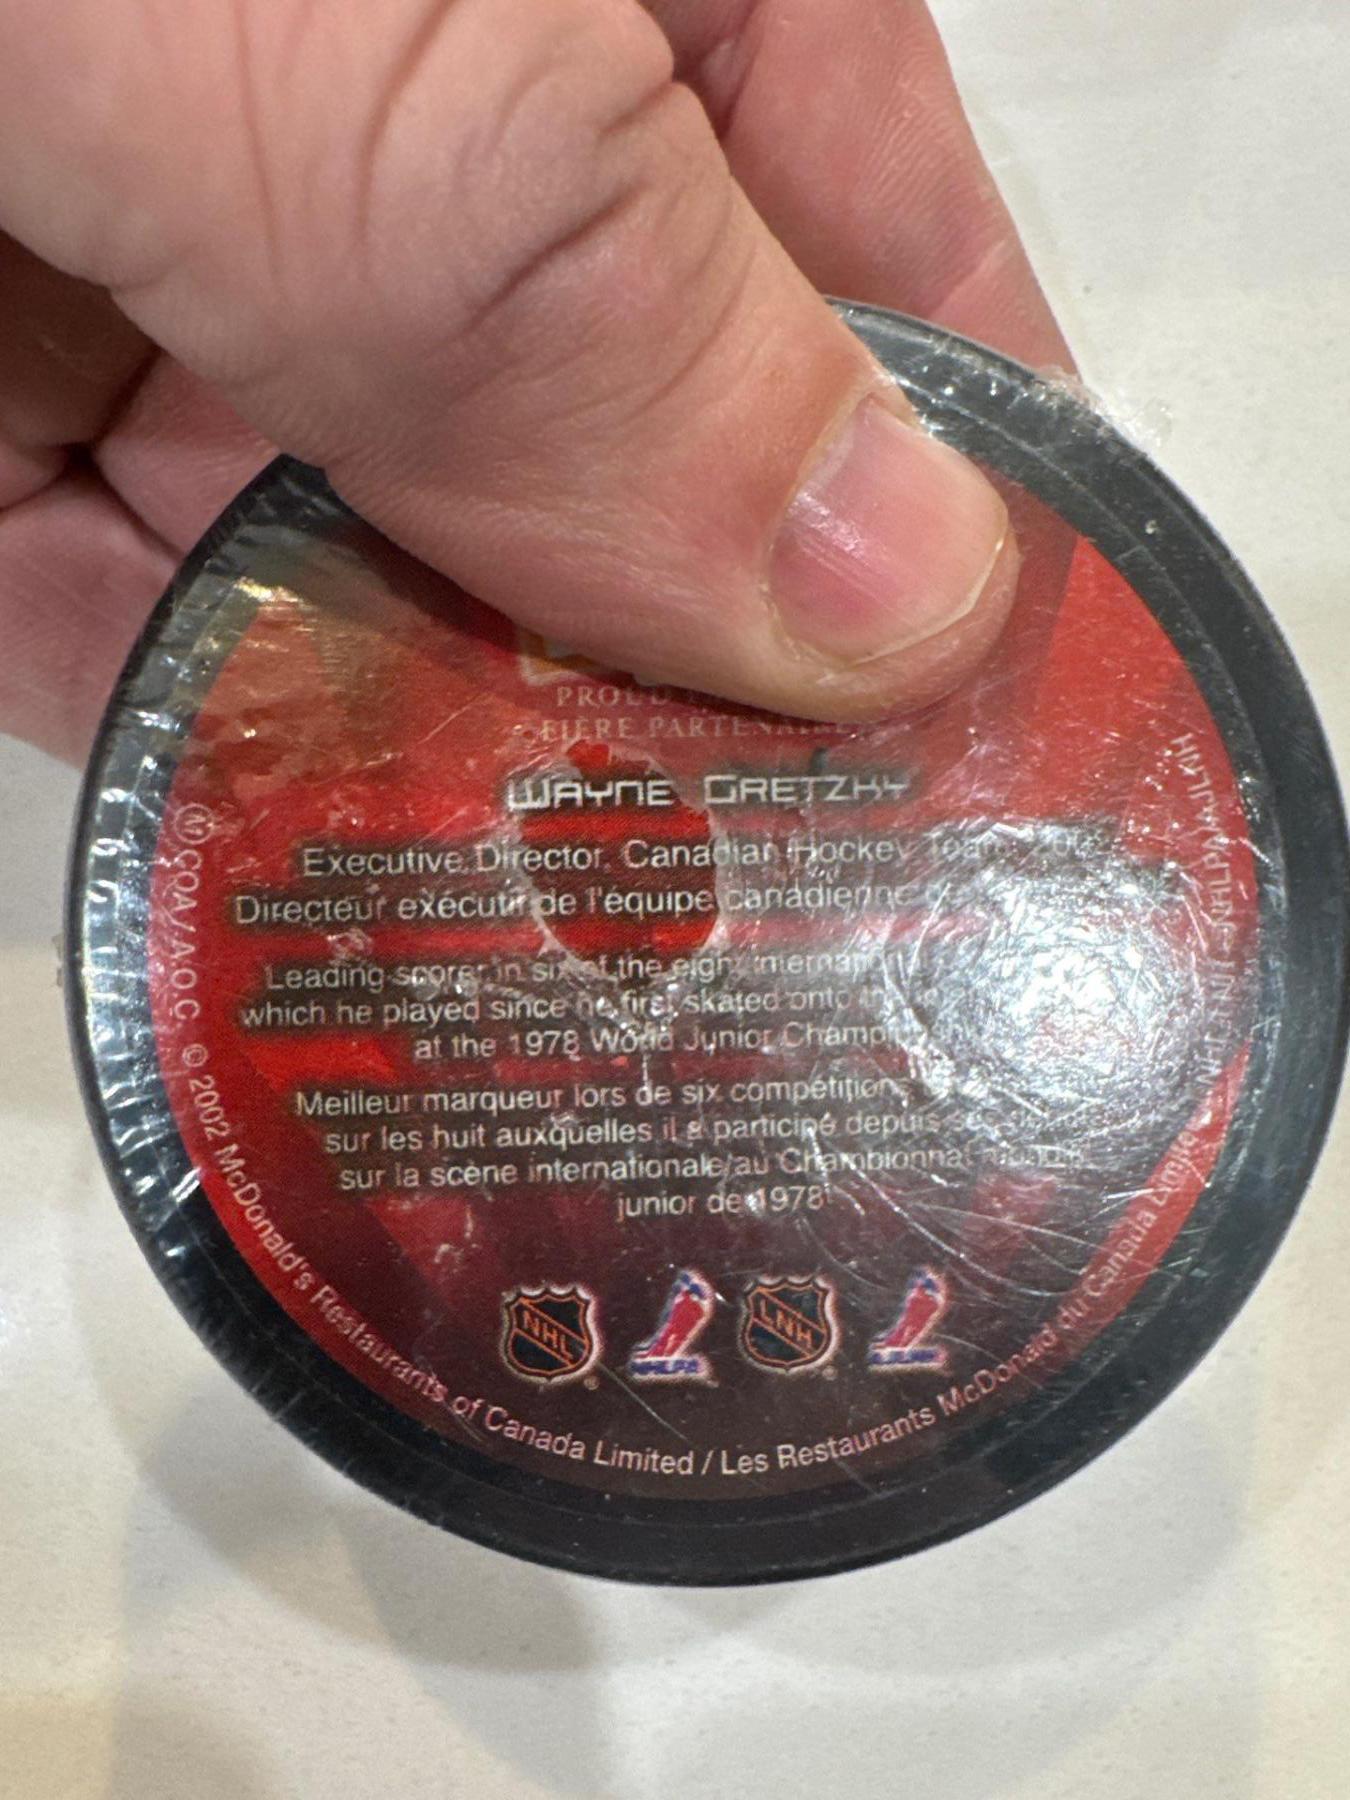 PROUD
FIÈRE PARTENAIRE
WAYNE GRETZKY
Executive Director, Canadian Hockey Team
Directeur exécutif de l'équipe canadienne
Leading scorer in six of the eight
which he played since he first skated onto the
at the 1978 World Junior
Meilleur marqueur lors de six compétitions
sur les huit auxquelles il a participé depuis
sur la scène internationale au Championnat
junior de 1978
NHL
NHLPA
LNH
© 2002 McDonald's Restaurants of Canada Limited / Les Restaurants McDonald du Canada Limitée